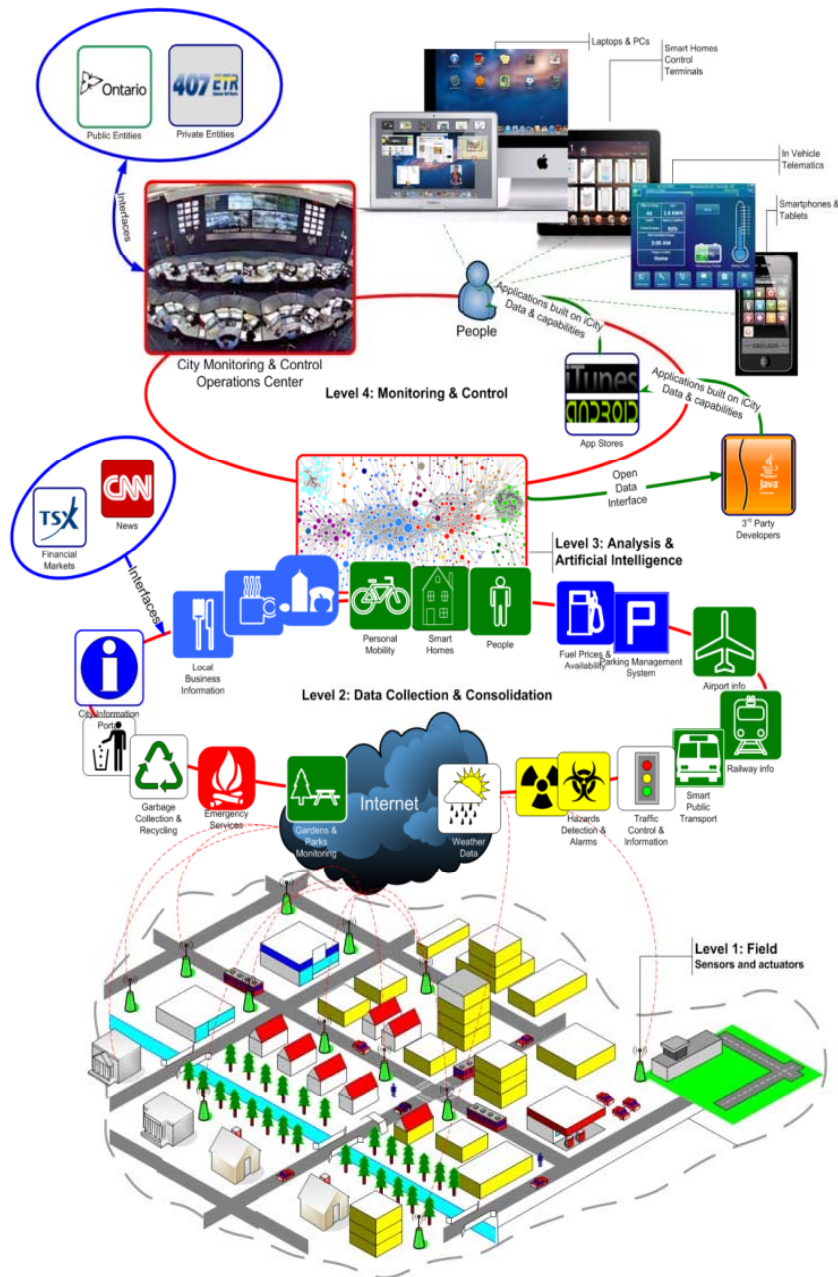 Laptops & PCs
Smart Homes
Control
Terminals
Ontario
407 ETR
Public Entities
Private Entities
In Vehicle
Telematics
Smartphones &
Tablets
Interfaces
People
Applications built on iCity
Data & capabilities
City Monitoring & Control
Operations Center
Level 4: Monitoring & Control
iTunes
ANDROID
App Stores
Applications built on iCity
Data & capabilities
Open
Data
Interface
Java
3rd Party
Developers
CNN
News
TSX
Financial
Markets
Interfaces
Level 3: Analysis &
Artificial Intelligence
Personal
Mobility
Smart
Homes
People
Fuel Prices &
Availability
P
Parking Management
System
Local
Business
Information
Airport info
City Information
Portal
Level 2: Data Collection & Consolidation
Railway info
Internet
Garbage
Collection &
Recycling
Emergency
Services
Gardens &
Parks
Monitoring
Weather
Data
Hazards
Detection &
Alarms
Traffic
Control &
Information
Smart
Public
Transport
Level 1: Field
Sensors and actuators